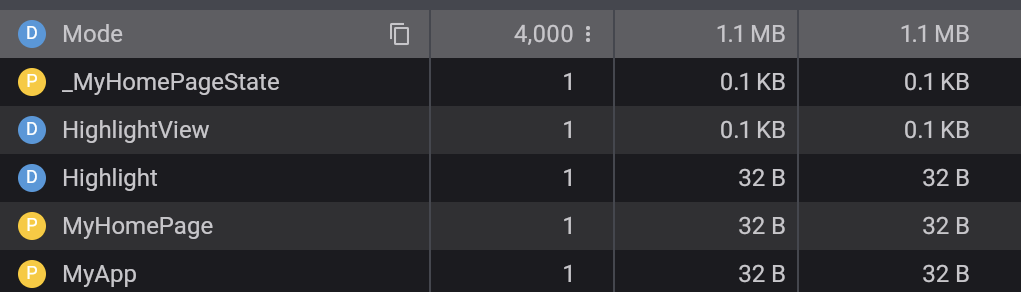 D Mode 4,000 1.1 MB 1.1 MB
P _MyHomePageState 1 0.1 KB 0.1 KB
D HighlightView 1 0.1 KB 0.1 KB
D Highlight 1 32 B 32 B
P MyHomePage 1 32 B 32 B
P MyApp 1 32 B 32 B